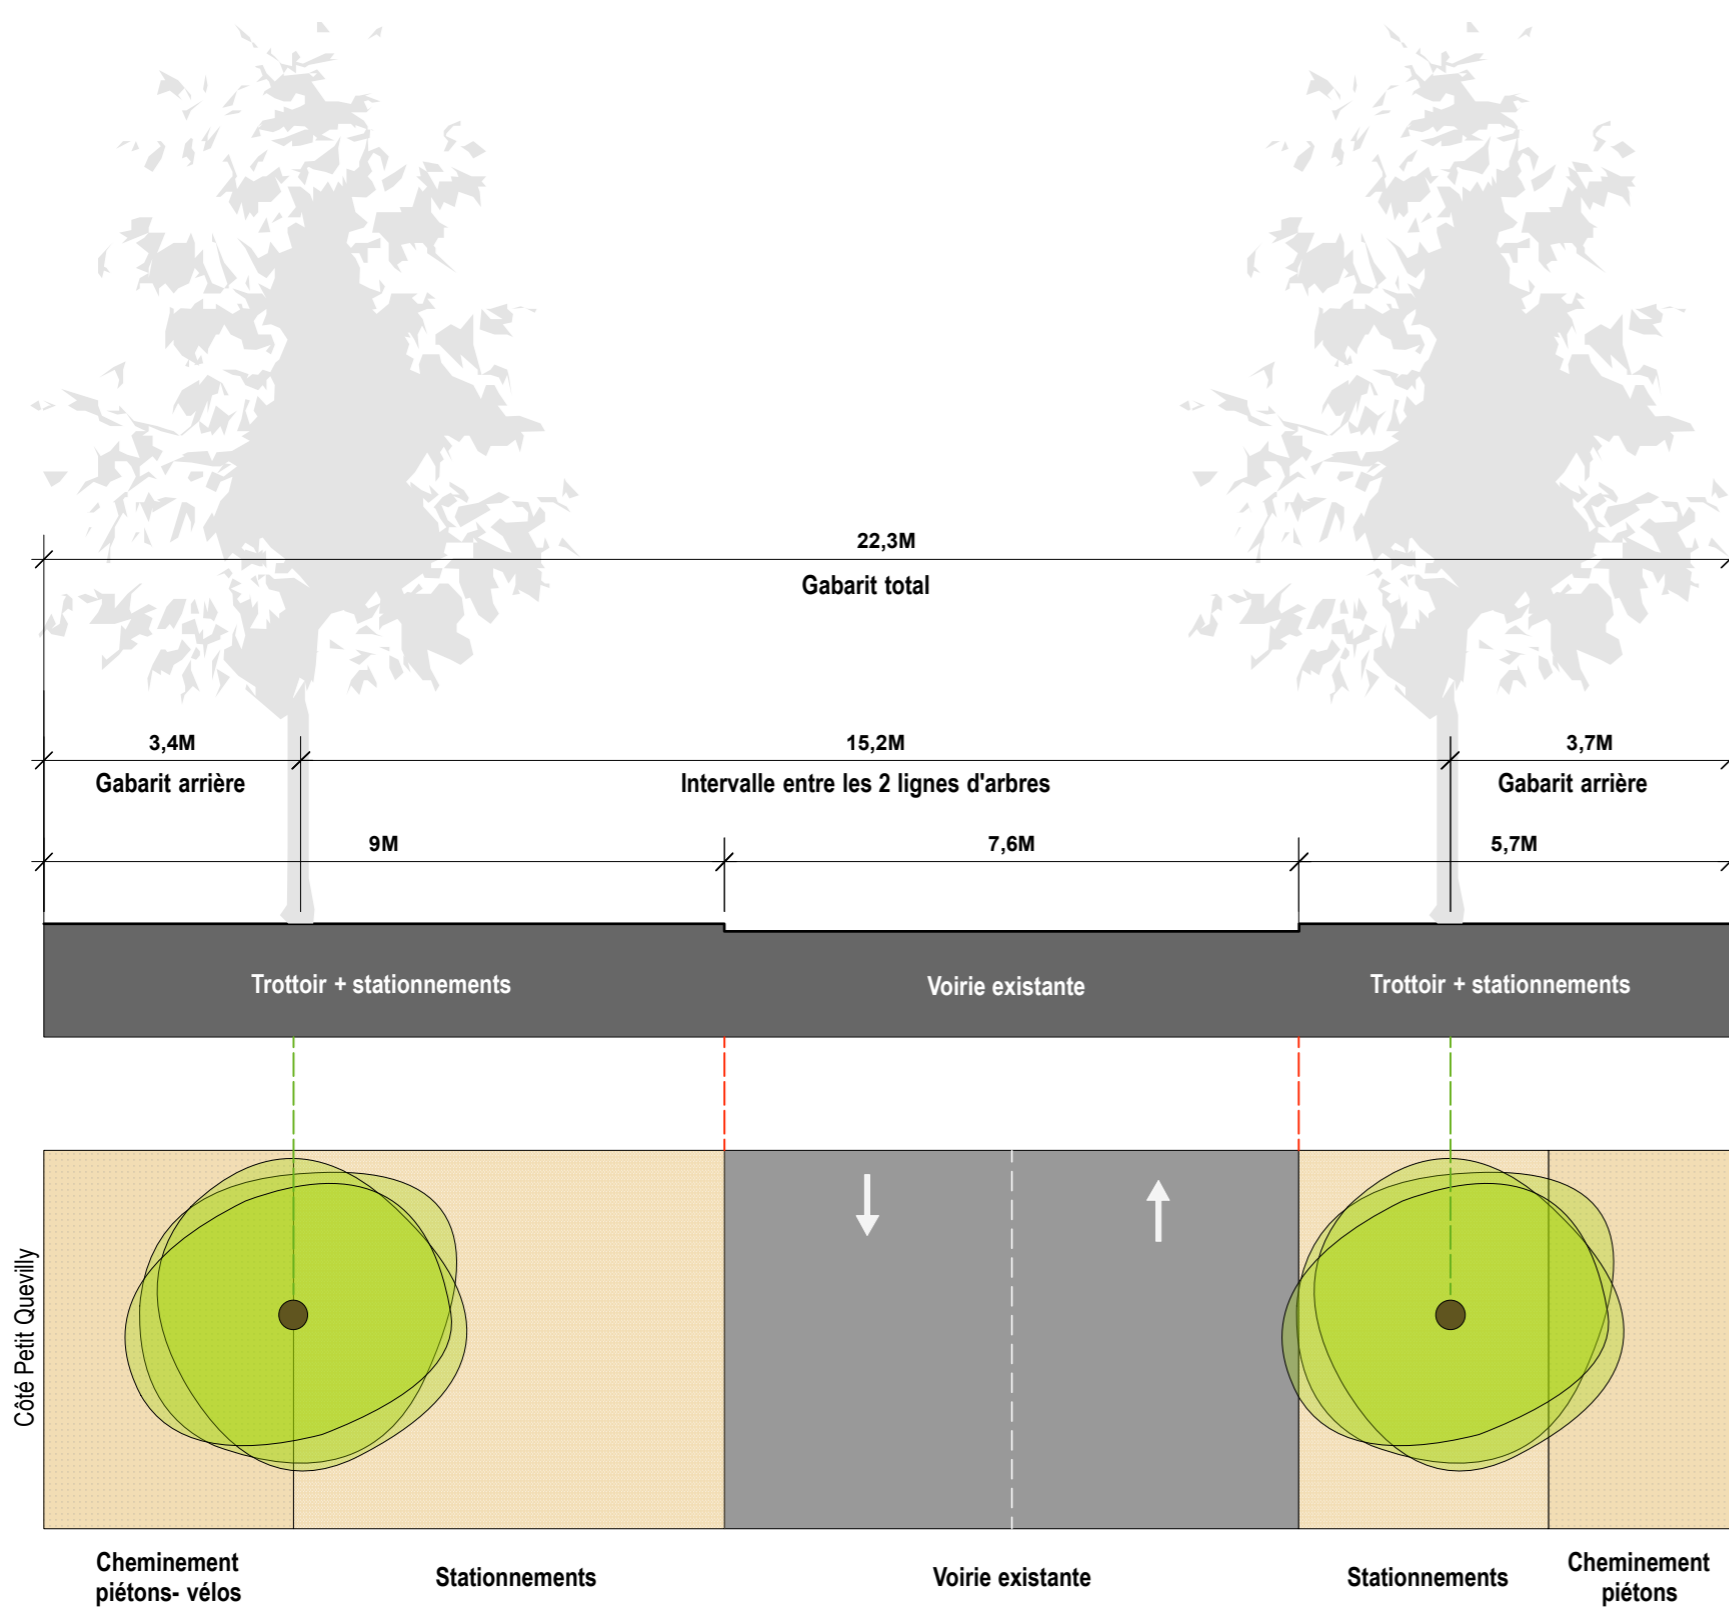 22,3M
Gabarit total
3,4M
15,2M
3,7M
Gabarit arrière
Intervalle entre les 2 lignes d'arbres
Gabarit arrière
9M
7,6M
5,7M
Trottoir + stationnements
Voirie existante
Trottoir + stationnements
Côté Petit Quevilly
Cheminement
piétons- vélos
Stationnements
Voirie existante
Stationnements
Cheminement
piétons